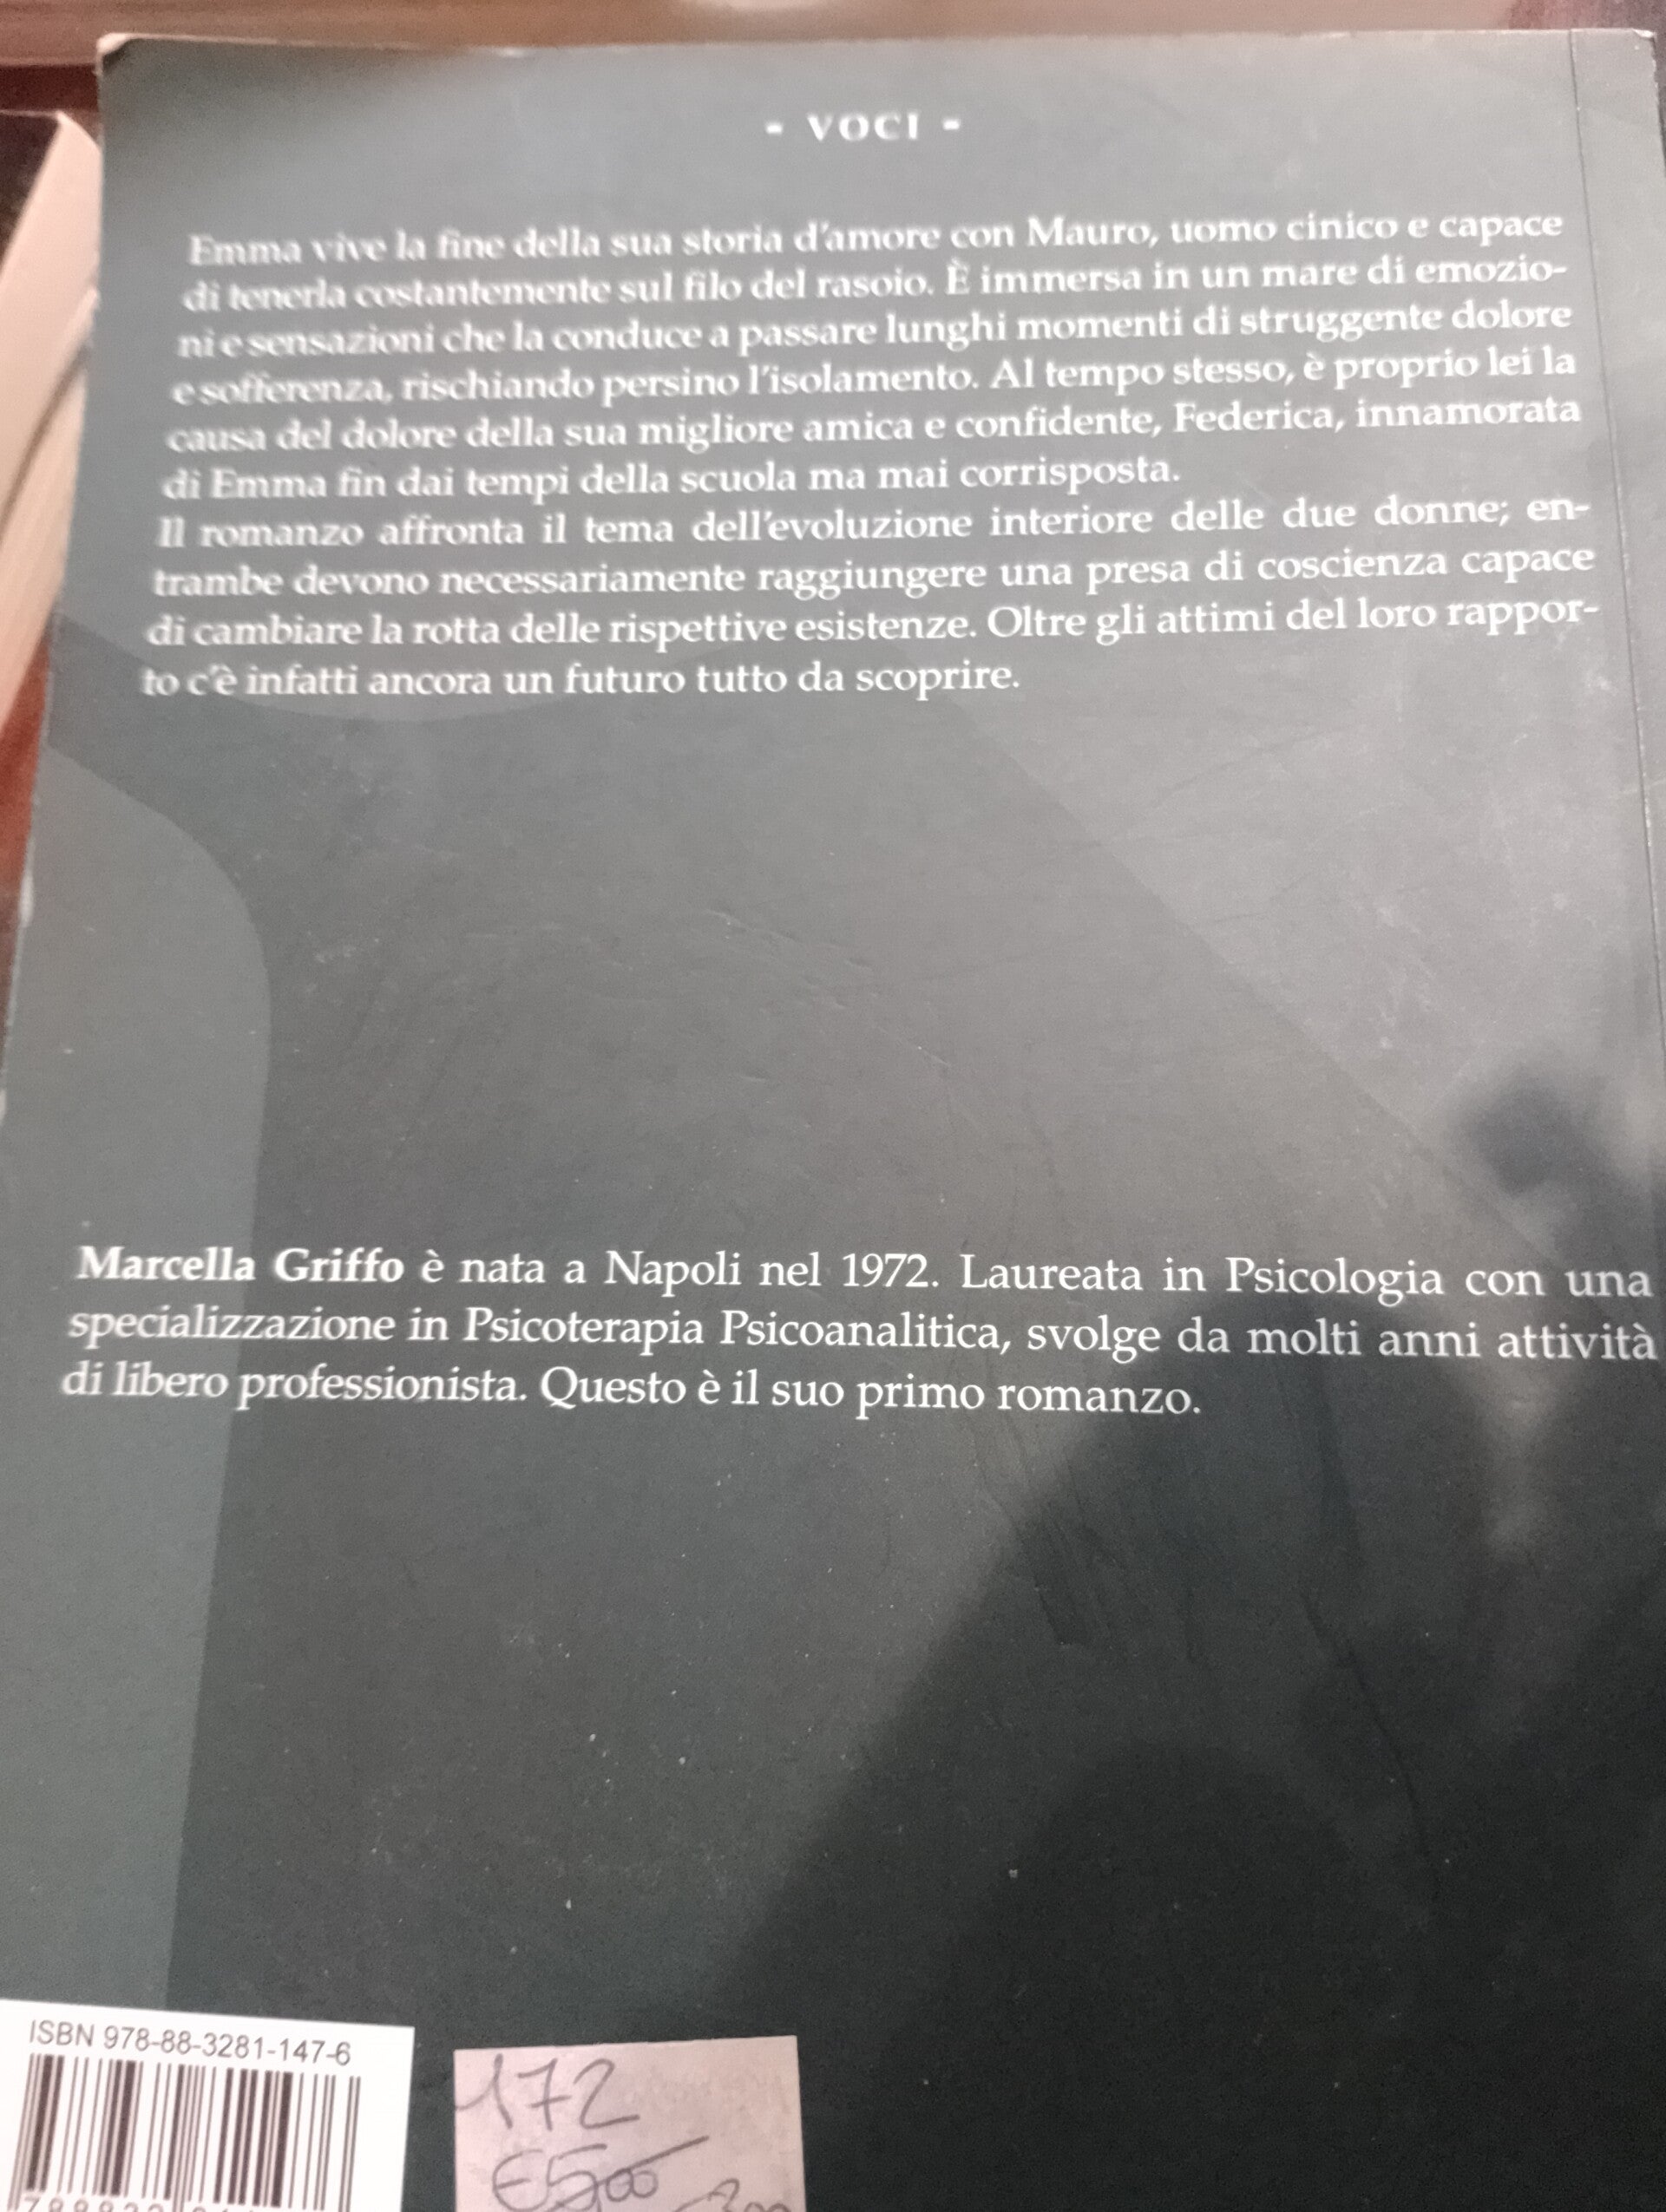 - VOCI -
Emma vive la fine della sua storia d'amore con Mauro, uomo cinico e capace
di tenerla costantemente sul filo del rasoio. È immersa in un mare di emozio-
ni e sensazioni che la conduce a passare lunghi momenti di struggente dolore
e sofferenza, rischiando persino l'isolamento. Al tempo stesso, è proprio lei la
causa del dolore della sua migliore amica e confidente, Federica, innamorata
di Emma fin dai tempi della scuola ma mai corrisposta.
Il romanzo affronta il tema dell'evoluzione interiore delle due donne; en-
trambe devono necessariamente raggiungere una presa di coscienza capace
di cambiare la rotta delle rispettive esistenze. Oltre gli attimi del loro rappor-
to c'è infatti ancora un futuro tutto da scoprire.
Marcella Griffo è nata a Napoli nel 1972. Laureata in Psicologia con una
specializzazione in Psicoterapia Psicoanalitica, svolge da molti anni attività
di libero professionista. Questo è il suo primo romanzo.
ISBN 978-88-3281-147-6
172
€500